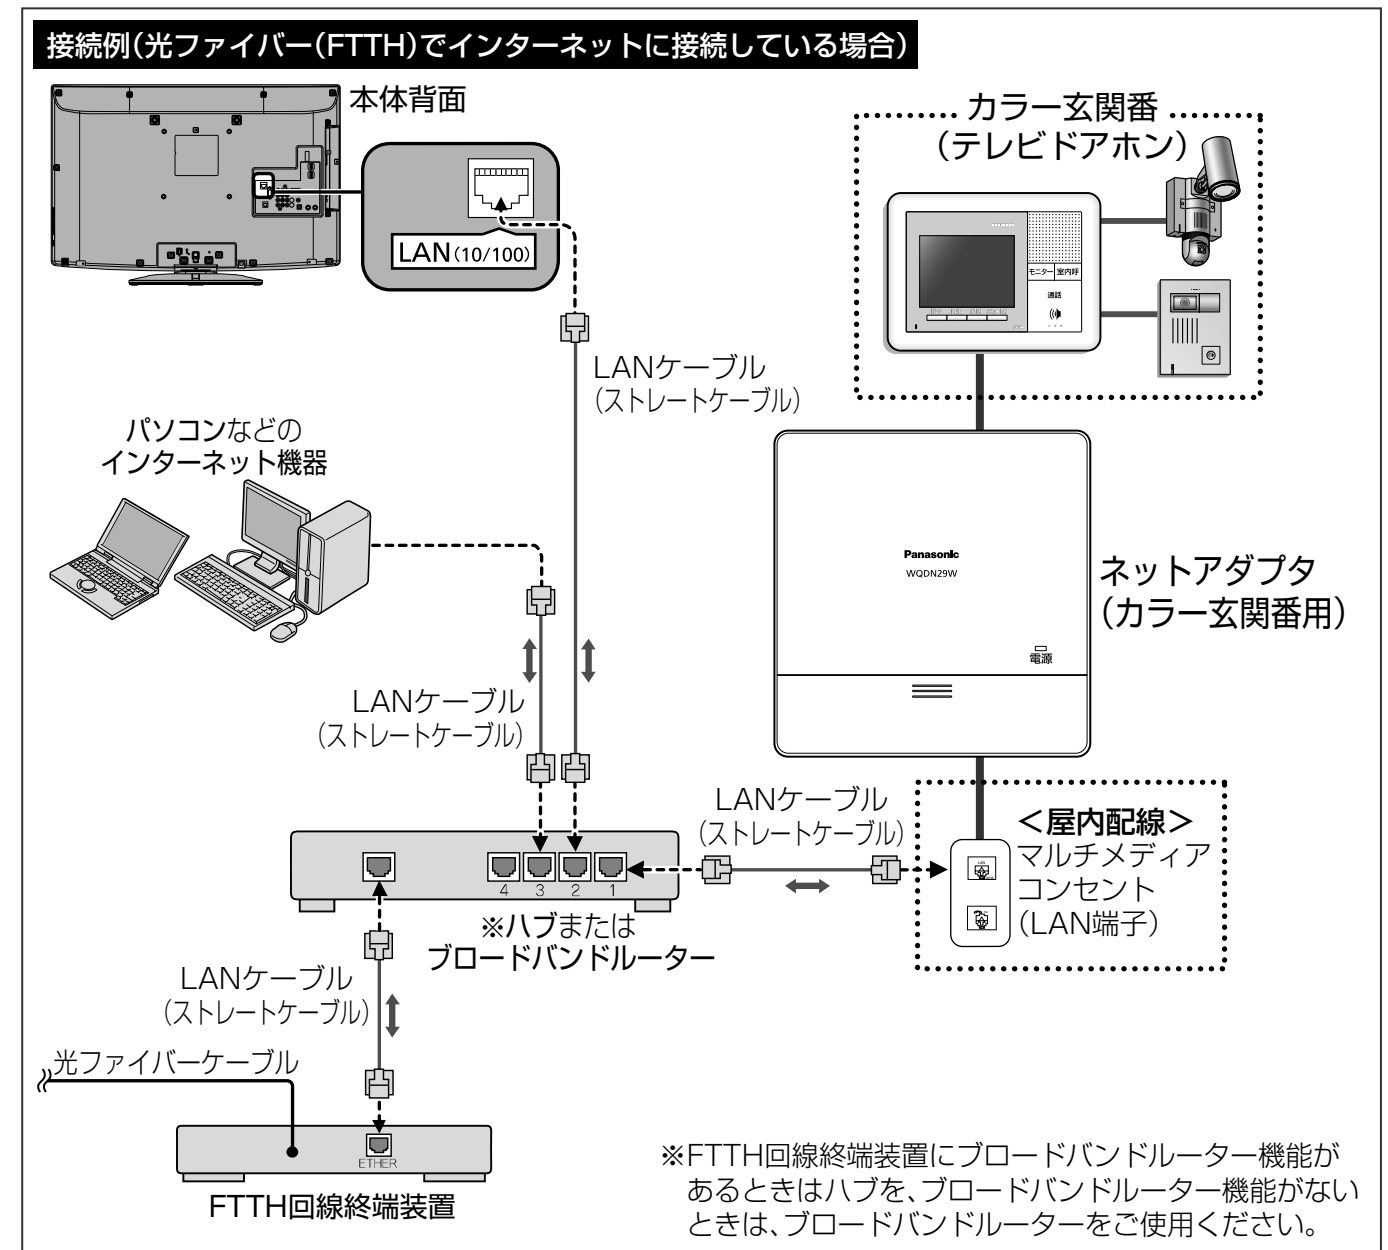 接続例(光ファイバー(FTTH)でインターネットに接続している場合)
本体背面
LAN(10/100)
カラー玄関番
(テレビドアホン)
モニター 室内呼
通話
LANケーブル
(ストレートケーブル)
パソコンなどの
インターネット機器
Panasonic
WQDN29W
電源
ネットアダプタ
(カラー玄関番用)
LANケーブル
(ストレートケーブル)
LANケーブル
(ストレートケーブル)
<屋内配線>
マルチメディア
コンセント
(LAN端子)
4 3 2 1
※ハブまたは
ブロードバンドルーター
LANケーブル
(ストレートケーブル)
光ファイバーケーブル
ETHER
FTTH回線終端装置
※FTTH回線終端装置にブロードバンドルーター機能が
あるときはハブを、ブロードバンドルーター機能がない
ときは、ブロードバンドルーターをご使用ください。